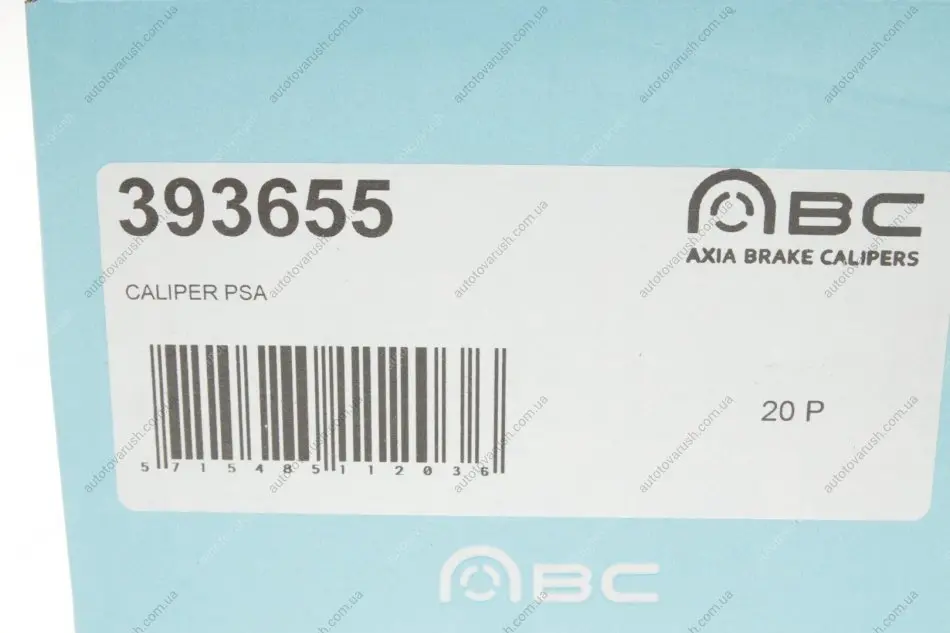 393655
ABC
AXIA BRAKE CALIPERS
CALIPER PSA
20 P
5 715485 112036
ABC
autotovarush.com.ua